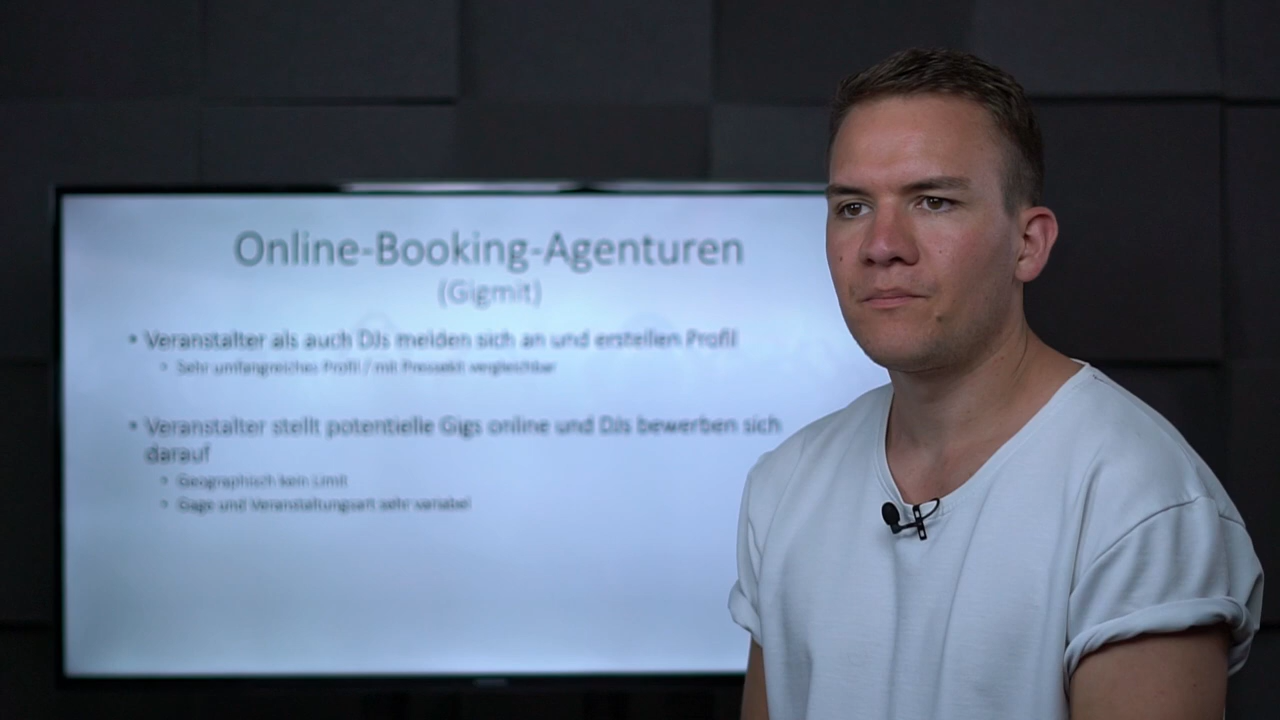 Online-Booking-Agenturen
(Gigmit)
• Veranstalter als auch DJs melden sich an und erstellen Profil
• Sehr umfangreiches Profil / mit Pressekit vergleichbar
• Veranstalter stellt potentielle Gigs online und DJs bewerben sich
darauf
• Geographisch kein Limit
• Gage und Veranstaltungsart sehr variabel